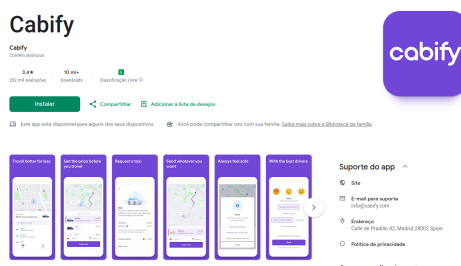 Cabify
Cabify
Contém anúncios
cabify
3,4★
10 mi+
L
252 mil avaliações
Downloads
Classificação Livre
Instalar
Compartilhar
Adicionar à lista de desejos
Este app está disponível para alguns dos seus dispositivos
Você pode compartilhar isto com sua família. Saiba mais sobre a Biblioteca da família
Travel better for less
Get the price before you travel
Request a taxi
Send whatever you want
Always feel safe
With the best drivers
Suporte do app
Site
E-mail para suporte
info@cabify.com
Endereço
Calle de Pradillo 42, Madrid 28002 Spain
Política de privacidade